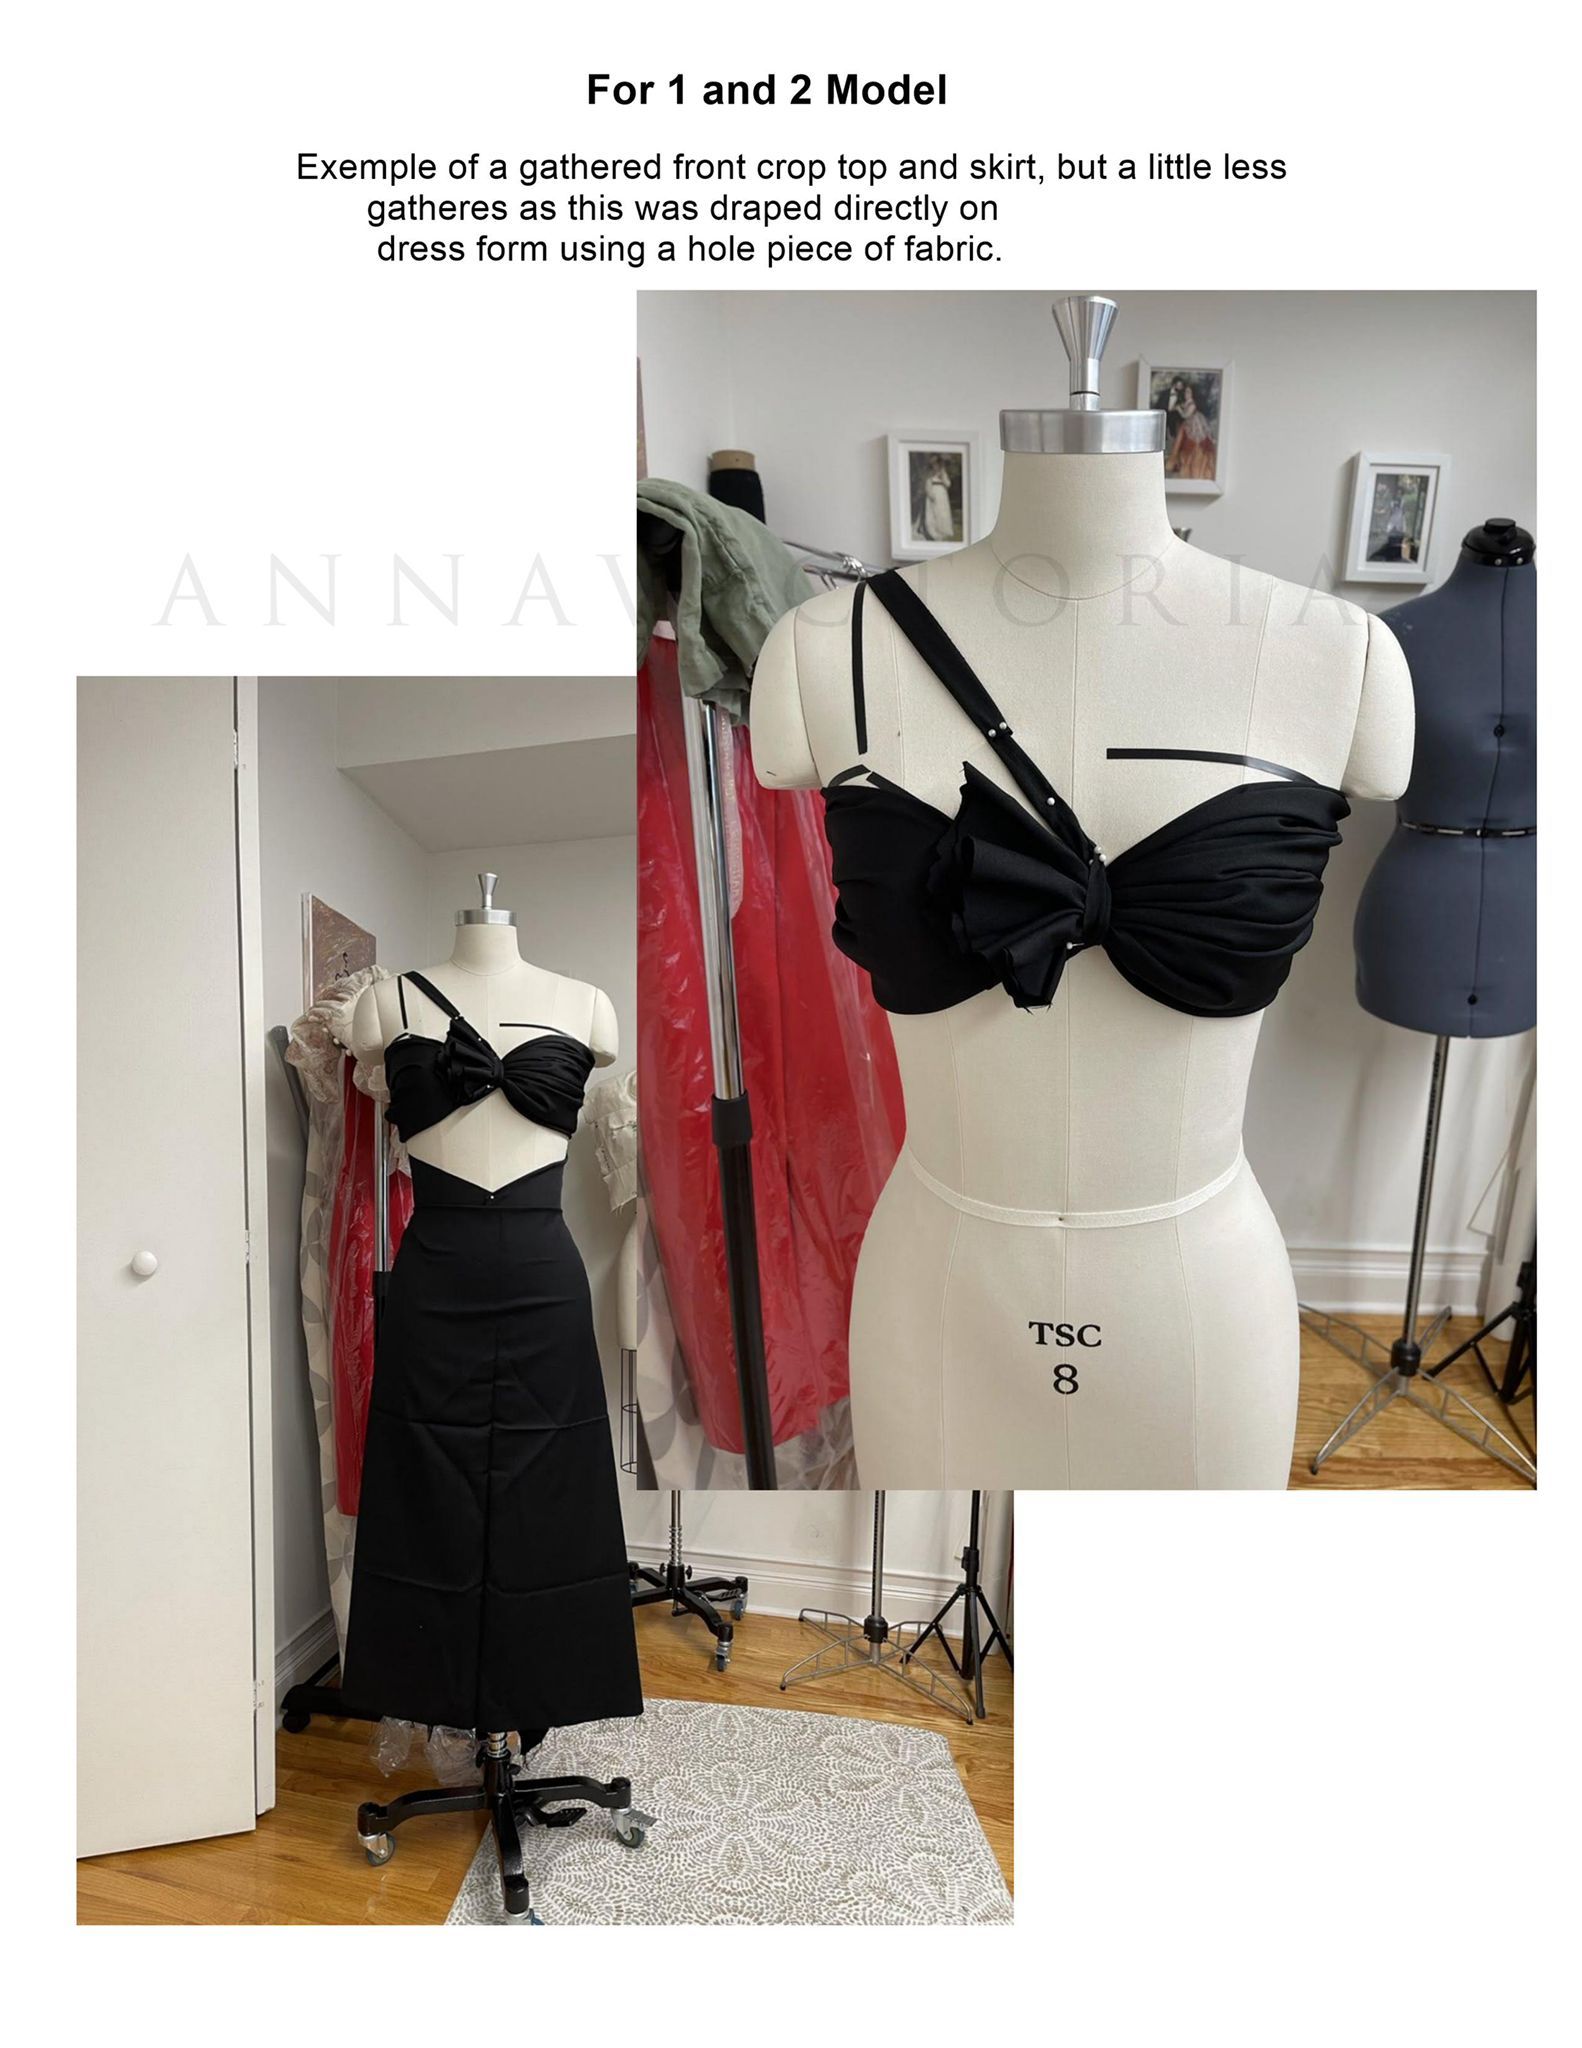 For 1 and 2 Model
Exemple of a gathered front crop top and skirt, but a little less
gatheres as this was draped directly on
dress form using a hole piece of fabric.
ANNAVICTORIA
TSC
8